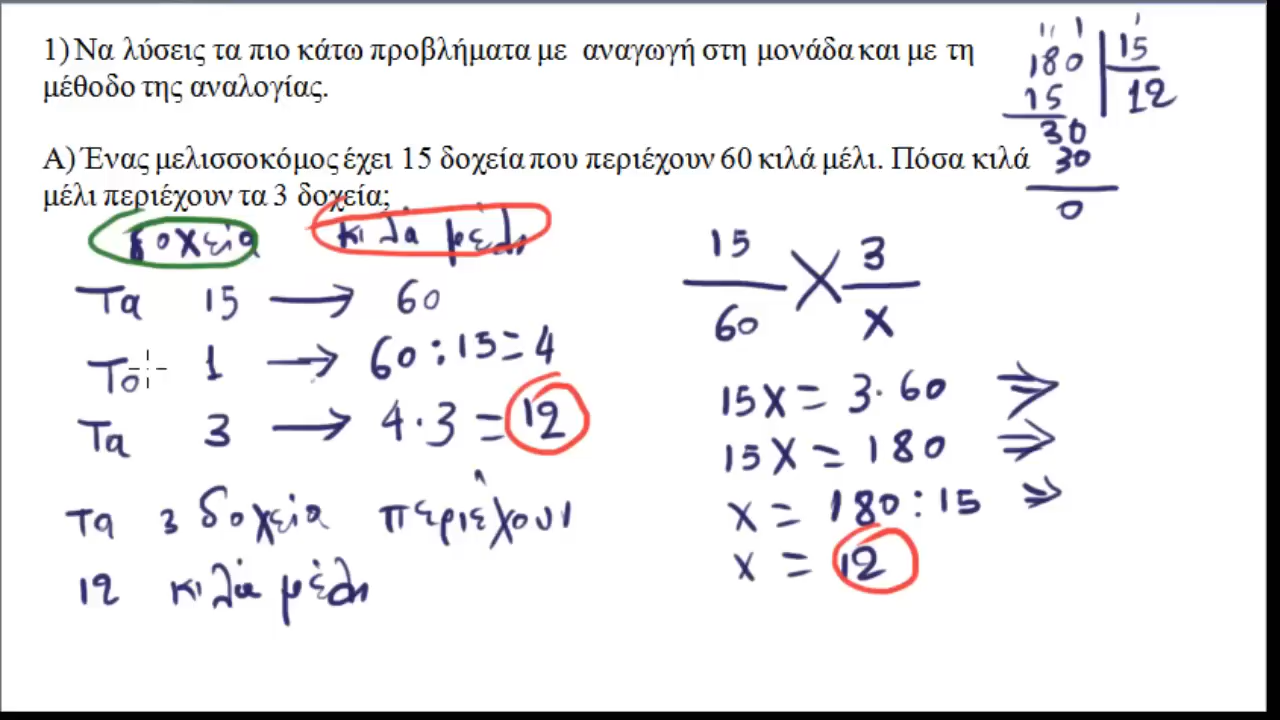 1) Να λύσεις τα πιο κάτω προβλήματα με αναγωγή στη μονάδα και με τη
μέθοδο της αναλογίας.
Α) Ένας μελισσοκόμος έχει 15 δοχεία που περιέχουν 60 κιλά μέλι. Πόσα κιλά
μέλι περιέχουν τα 3 δοχεία;
δοχεία κιλά μέλι
Τα 15 → 60
Το 1 → 60 : 15 = 4
Τα 3 → 4 · 3 = 12
Τα 3 δοχεία περιέχουν
12 κιλά μέλι
180 15
15 12
30
30
0
15 3
60 x
15x = 3 · 60 ⇒
15x = 180 ⇒
x = 180 : 15 ⇒
x = 12